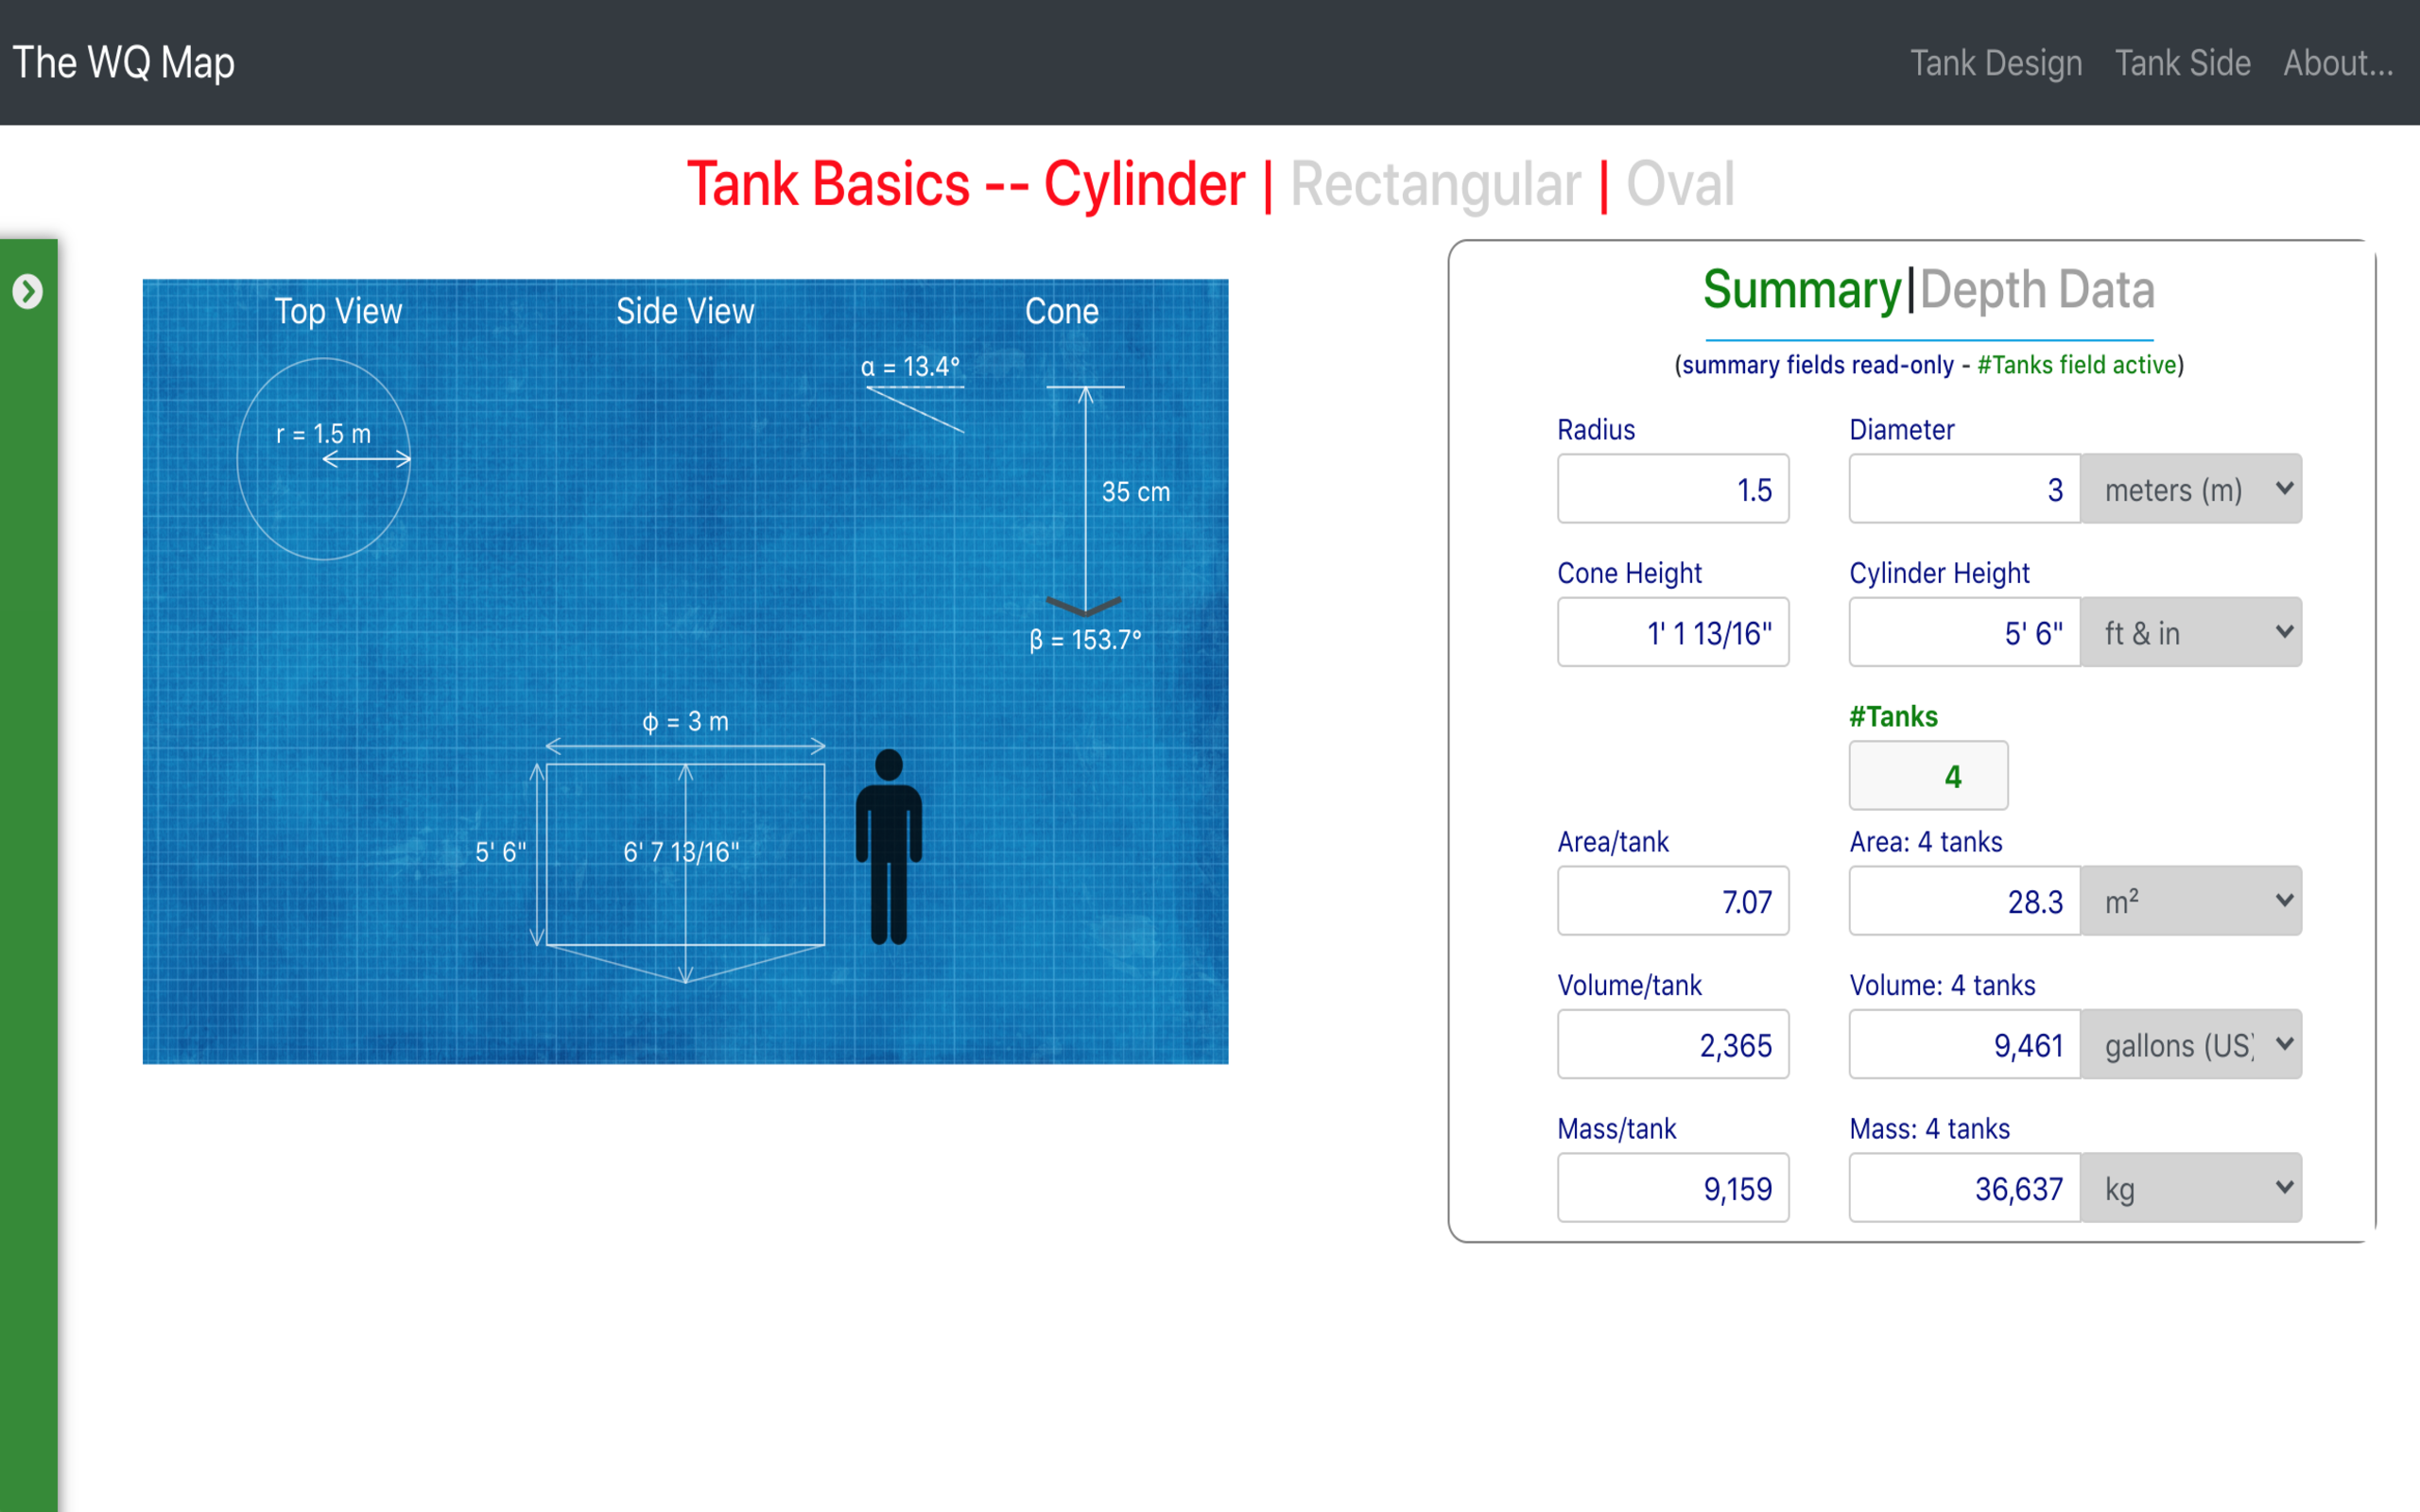 The WQ Map
Tank Design Tank Side About...
Tank Basics -- Cylinder | Rectangular | Oval
Top View
Side View
Cone
α = 13.4°
r = 1.5 m
35 cm
β = 153.7°
ϕ = 3 m
5' 6"
6' 7 13/16"
Summary|Depth Data
(summary fields read-only - #Tanks field active)
Radius Diameter
1.5 3 meters (m)
Cone Height Cylinder Height
1' 1 13/16" 5' 6" ft & in
#Tanks
4
Area/tank Area: 4 tanks
7.07 28.3 m²
Volume/tank Volume: 4 tanks
2,365 9,461 gallons (US)
Mass/tank Mass: 4 tanks
9,159 36,637 kg